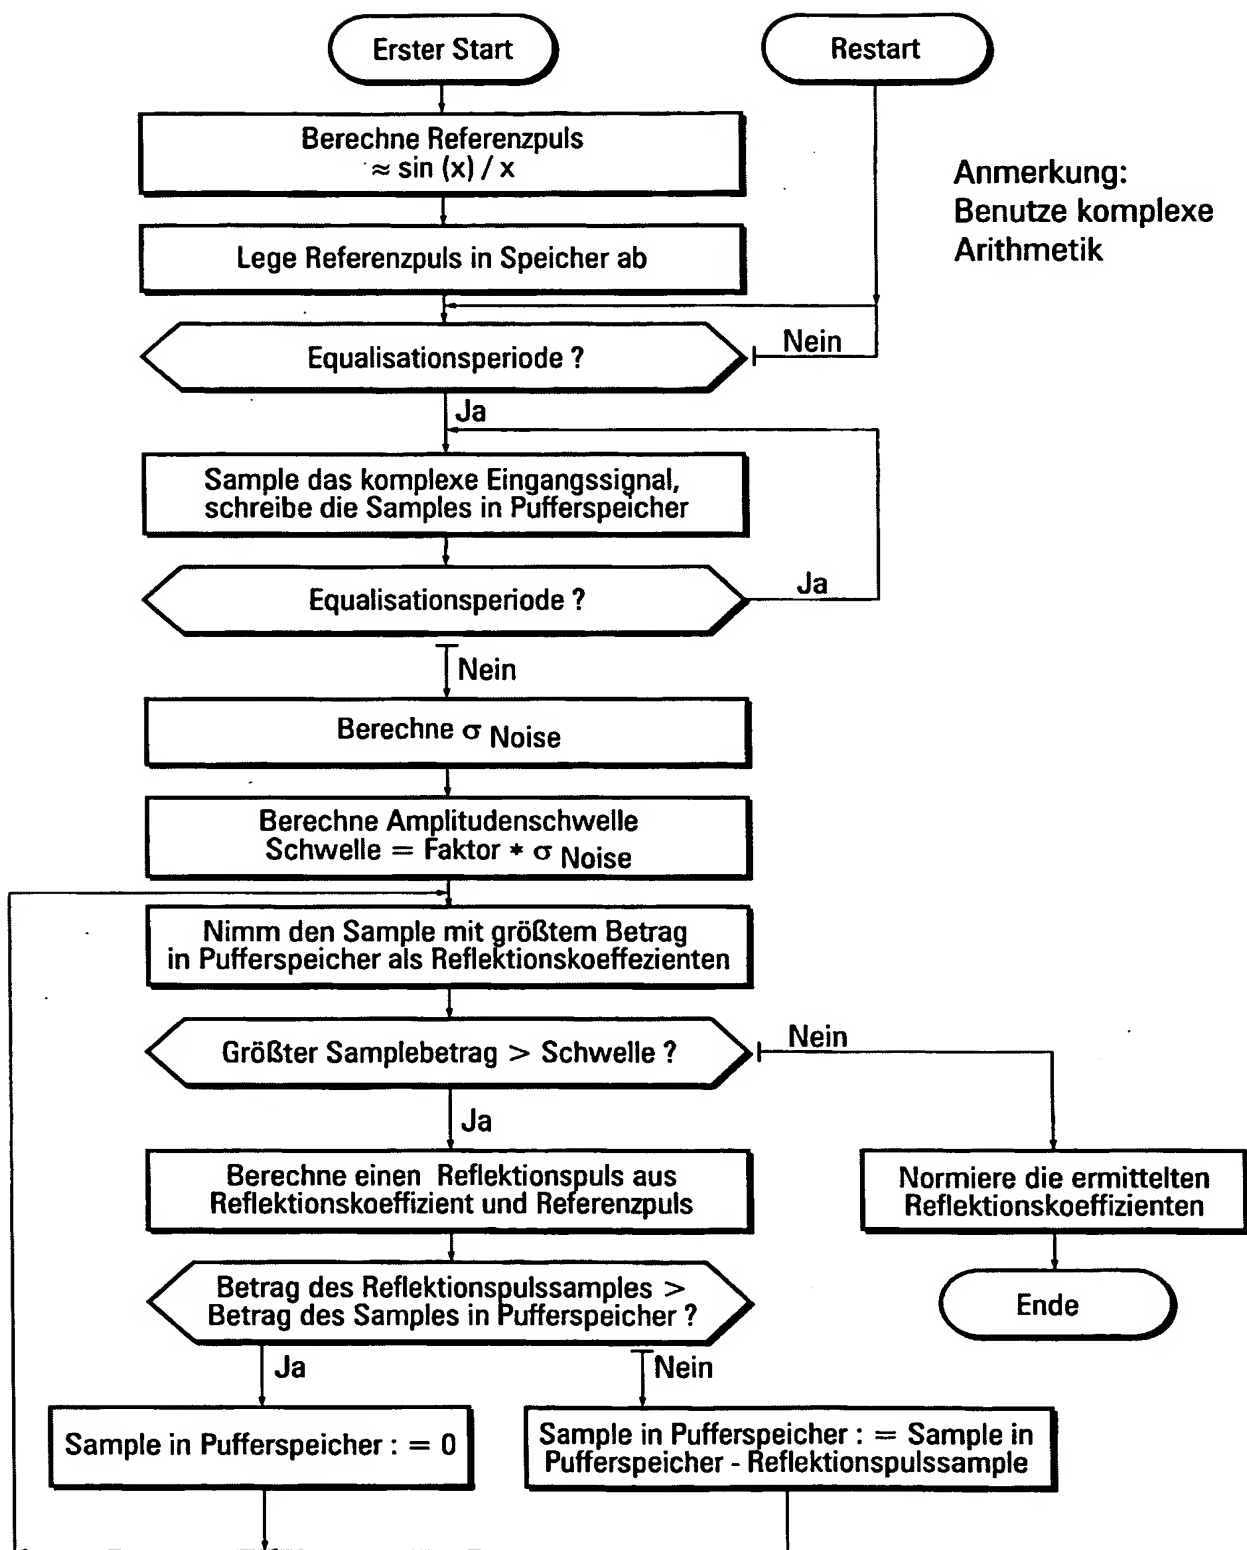 Erster Start
Restart
Berechne Referenzpuls
≈ sin (x) / x
Anmerkung:
Benutze komplexe
Arithmetik
Lege Referenzpuls in Speicher ab
Equalisationsperiode ?
Nein
Ja
Sample das komplexe Eingangssignal,
schreibe die Samples in Pufferspeicher
Equalisationsperiode ?
Ja
Nein
Berechne σ Noise
Berechne Amplitudenschwelle
Schwelle = Faktor * σ Noise
Nimm den Sample mit größtem Betrag
in Pufferspeicher als Reflektionskoeffezienten
Größter Samplebetrag > Schwelle ?
Nein
Ja
Berechne einen Reflektionspuls aus
Reflektionskoeffizient und Referenzpuls
Normiere die ermittelten
Reflektionskoeffizienten
Betrag des Reflektionspulssamples >
Betrag des Samples in Pufferspeicher ?
Ende
Ja
Nein
Sample in Pufferspeicher : = 0
Sample in Pufferspeicher : = Sample in
Pufferspeicher - Reflektionspulssample